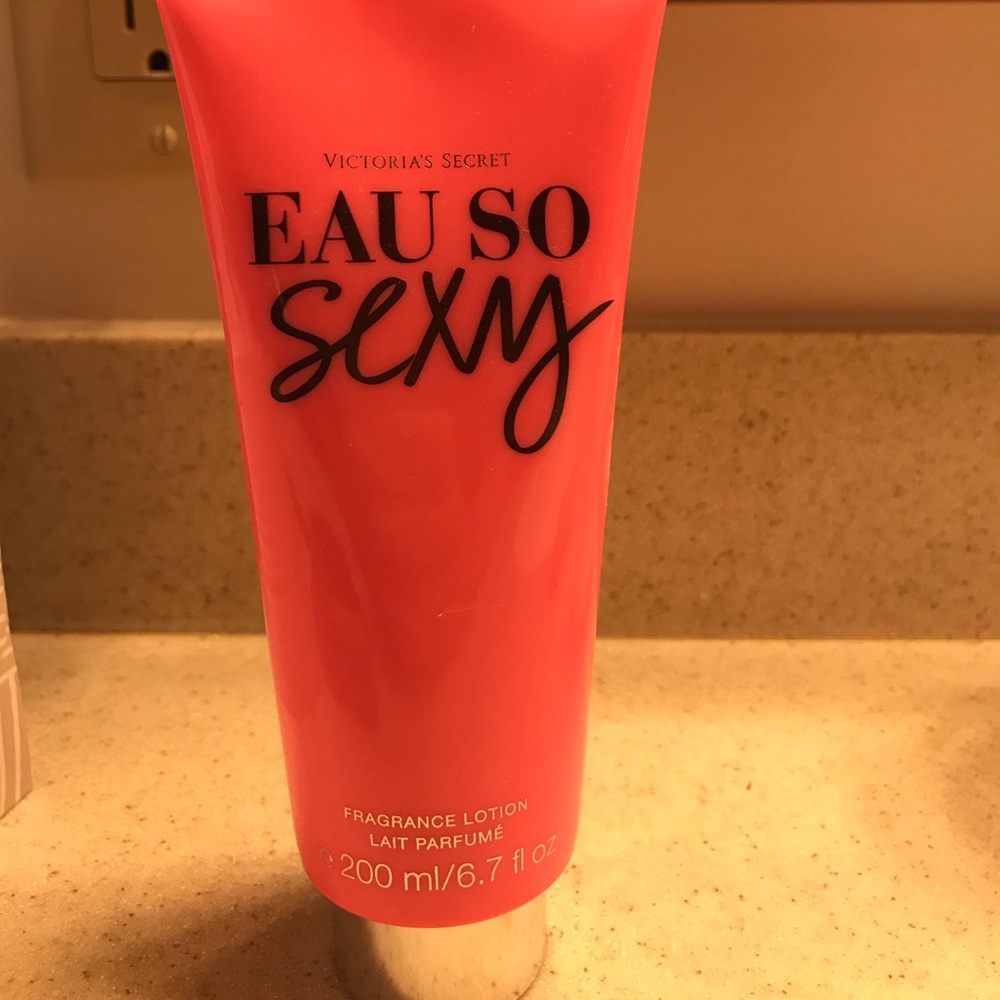 VICTORIA'S SECRET
EAU SO
sexy
FRAGRANCE LOTION
LAIT PARFUMÉ
e 200 ml/6.7 fl oz